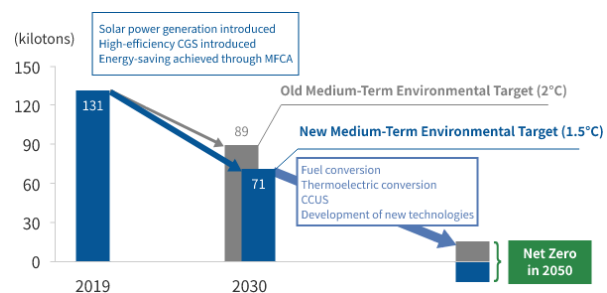 Solar power generation introduced
High-efficiency CGS introduced
Energy-saving achieved through MFCA
(kilotons)
150
120
90
60
30
0
131
89
71
Old Medium-Term Environmental Target (2°C)
New Medium-Term Environmental Target (1.5°C)
Fuel conversion
Thermoelectric conversion
CCUS
Development of new technologies
Net Zero
in 2050
2019
2030